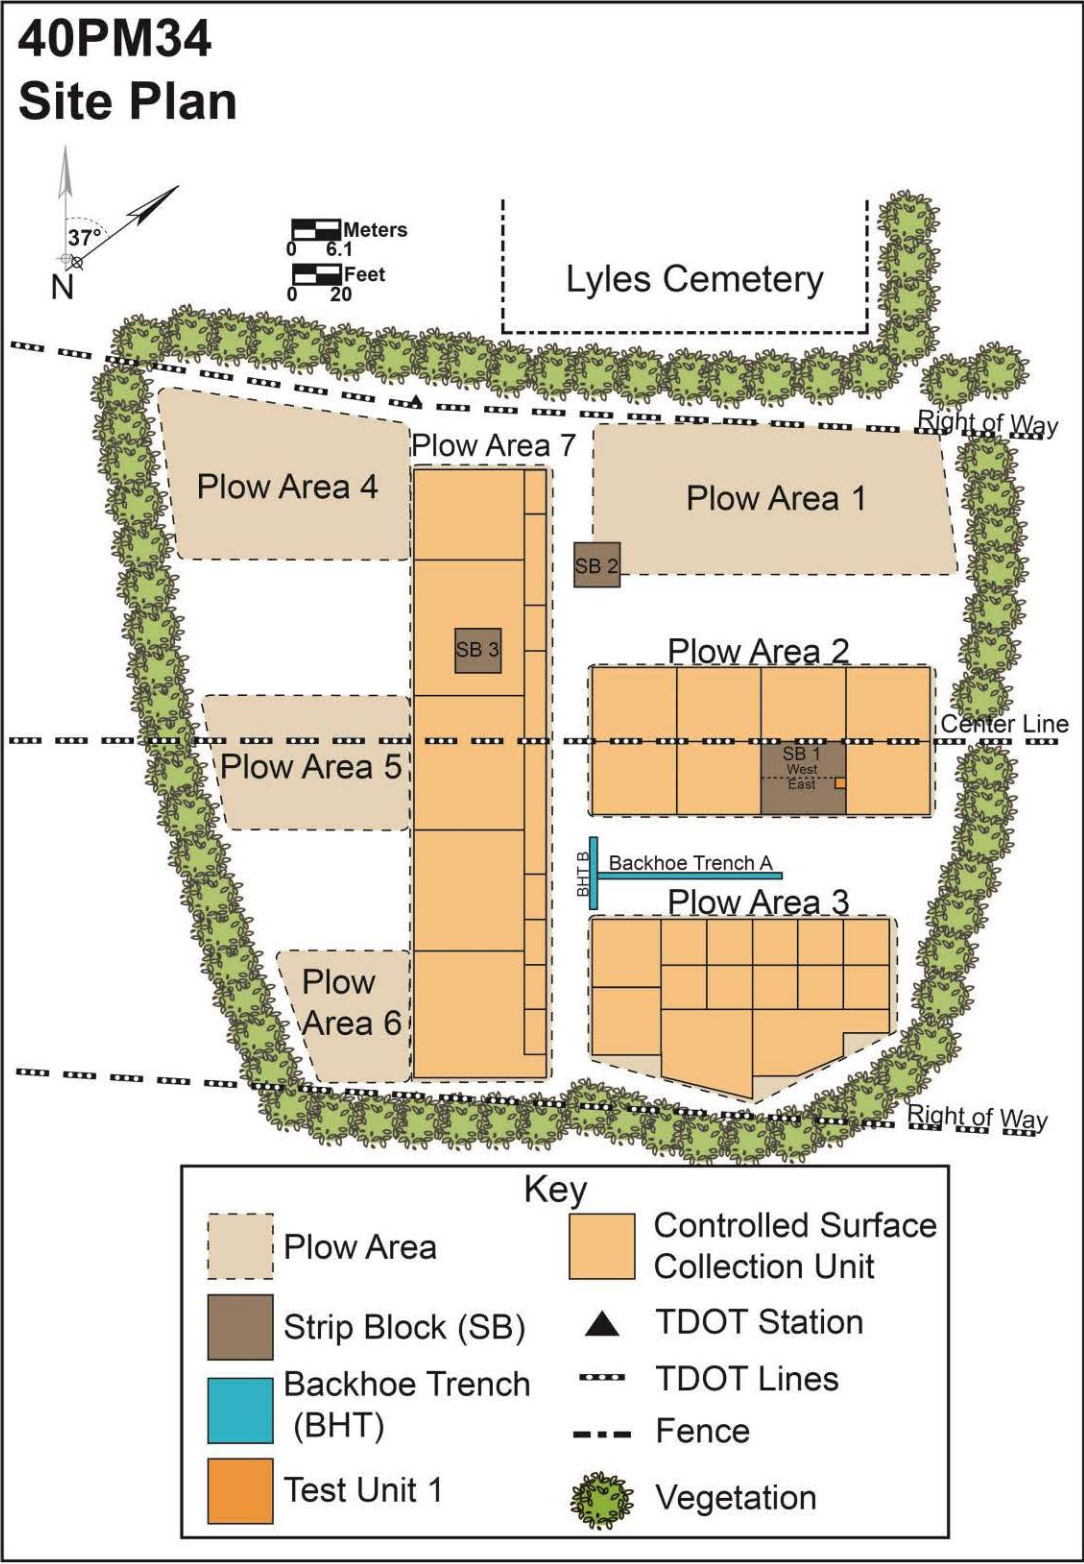 40PM34
Site Plan
37°
N
Meters
0 6.1
Feet
0 20
Lyles Cemetery
Right of Way
Plow Area 7
Plow Area 4
Plow Area 1
SB 2
SB 3
Plow Area 2
Center Line
SB 1
West
East
Plow Area 5
BHT B
Backhoe Trench A
Plow Area 3
Plow
Area 6
Right of Way
Key
Plow Area
Strip Block (SB)
Backhoe Trench
(BHT)
Test Unit 1
Controlled Surface
Collection Unit
TDOT Station
TDOT Lines
Fence
Vegetation